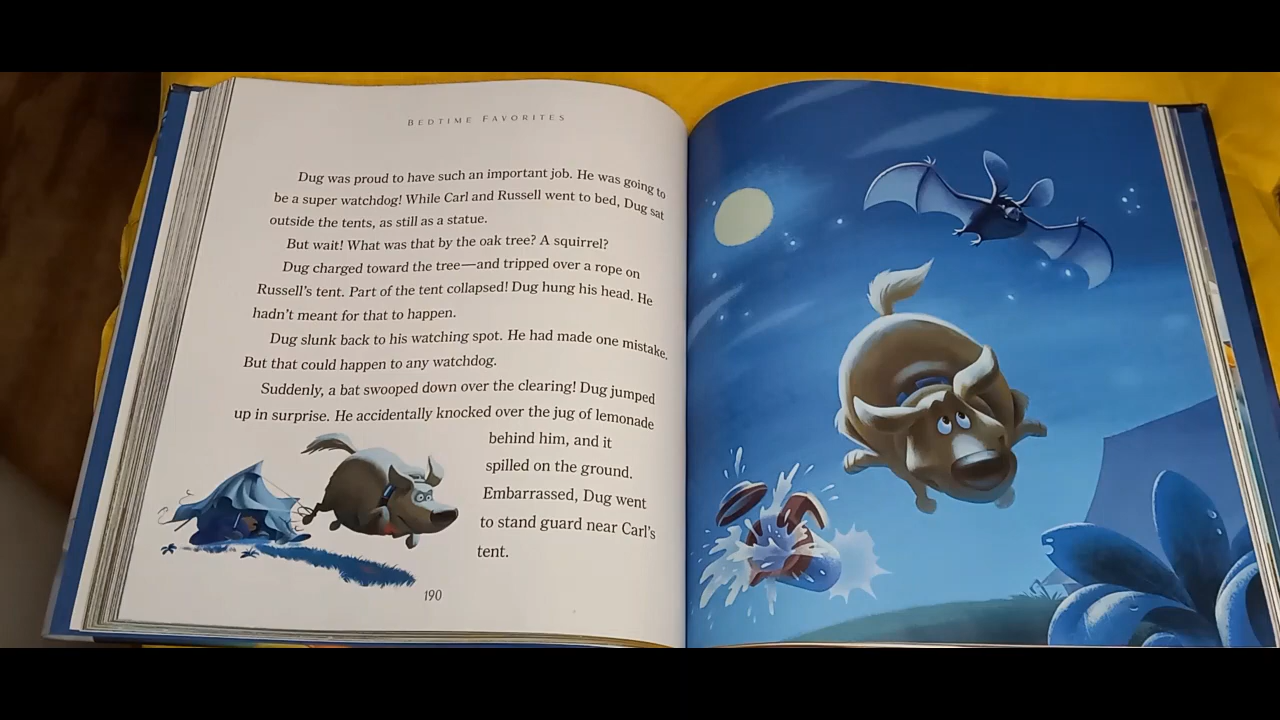 BEDTIME FAVORITES
Dug was proud to have such an important job. He was going to
be a super watchdog! While Carl and Russell went to bed, Dug sat
outside the tents, as still as a statue.
But wait! What was that by the oak tree? A squirrel?
Dug charged toward the tree—and tripped over a rope on
Russell's tent. Part of the tent collapsed! Dug hung his head. He
hadn't meant for that to happen.
Dug slunk back to his watching spot. He had made one mistake.
But that could happen to any watchdog.
Suddenly, a bat swooped down over the clearing! Dug jumped
up in surprise. He accidentally knocked over the jug of lemonade
behind him, and it
spilled on the ground.
Embarrassed, Dug went
to stand guard near Carl's
tent.
190